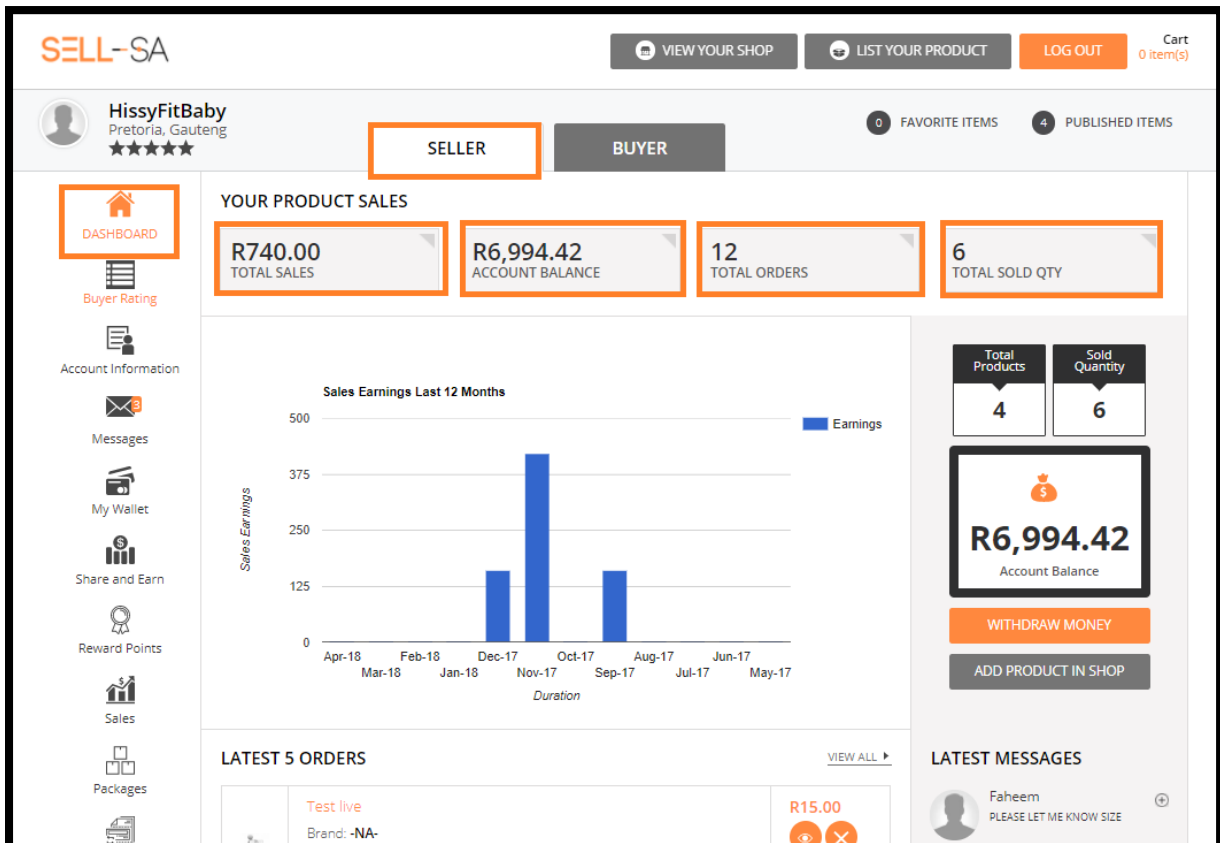 SELL--SA
VIEW YOUR SHOP
LIST YOUR PRODUCT
LOG OUT
Cart
0 item(s)
HissyFitBaby
Pretoria, Gauteng
SELLER
BUYER
0 FAVORITE ITEMS
4 PUBLISHED ITEMS
DASHBOARD
Buyer Rating
Account Information
3
Messages
My Wallet
Share and Earn
Reward Points
Sales
Packages
YOUR PRODUCT SALES
R740.00
TOTAL SALES
R6,994.42
ACCOUNT BALANCE
12
TOTAL ORDERS
6
TOTAL SOLD QTY
Sales Earnings Last 12 Months
Earnings
500
375
250
125
0
Sales Earnings
Apr-18 Feb-18 Dec-17 Oct-17 Aug-17 Jun-17
Mar-18 Jan-18 Nov-17 Sep-17 Jul-17 May-17
Duration
Total Products
4
Sold Quantity
6
R6,994.42
Account Balance
WITHDRAW MONEY
ADD PRODUCT IN SHOP
LATEST 5 ORDERS
VIEW ALL
Test live
R15.00
Brand: -NA-
LATEST MESSAGES
Faheem
PLEASE LET ME KNOW SIZE